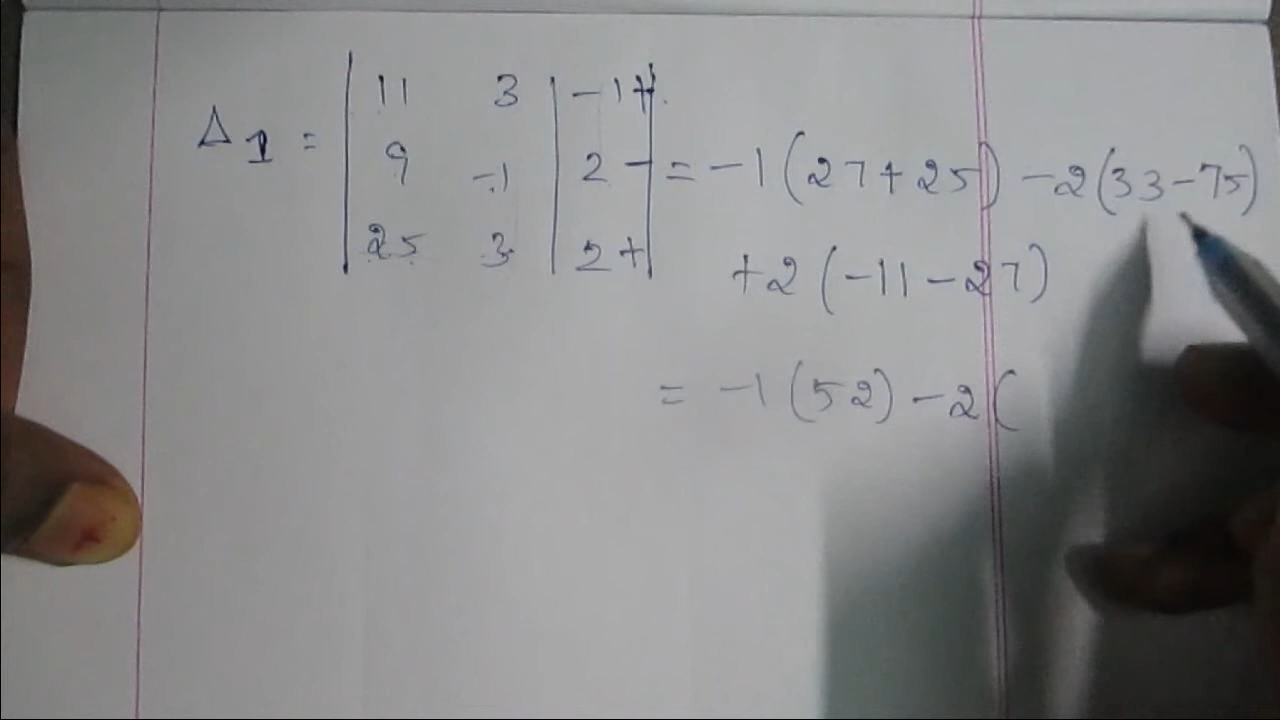 Δ1 = | 11 3 | -1 + |
| 9 -1 | 2 - | = -1 (27+25) -2 (33-75)
| 25 3 | 2 + | +2 (-11-27)
= -1 (52) -2 (